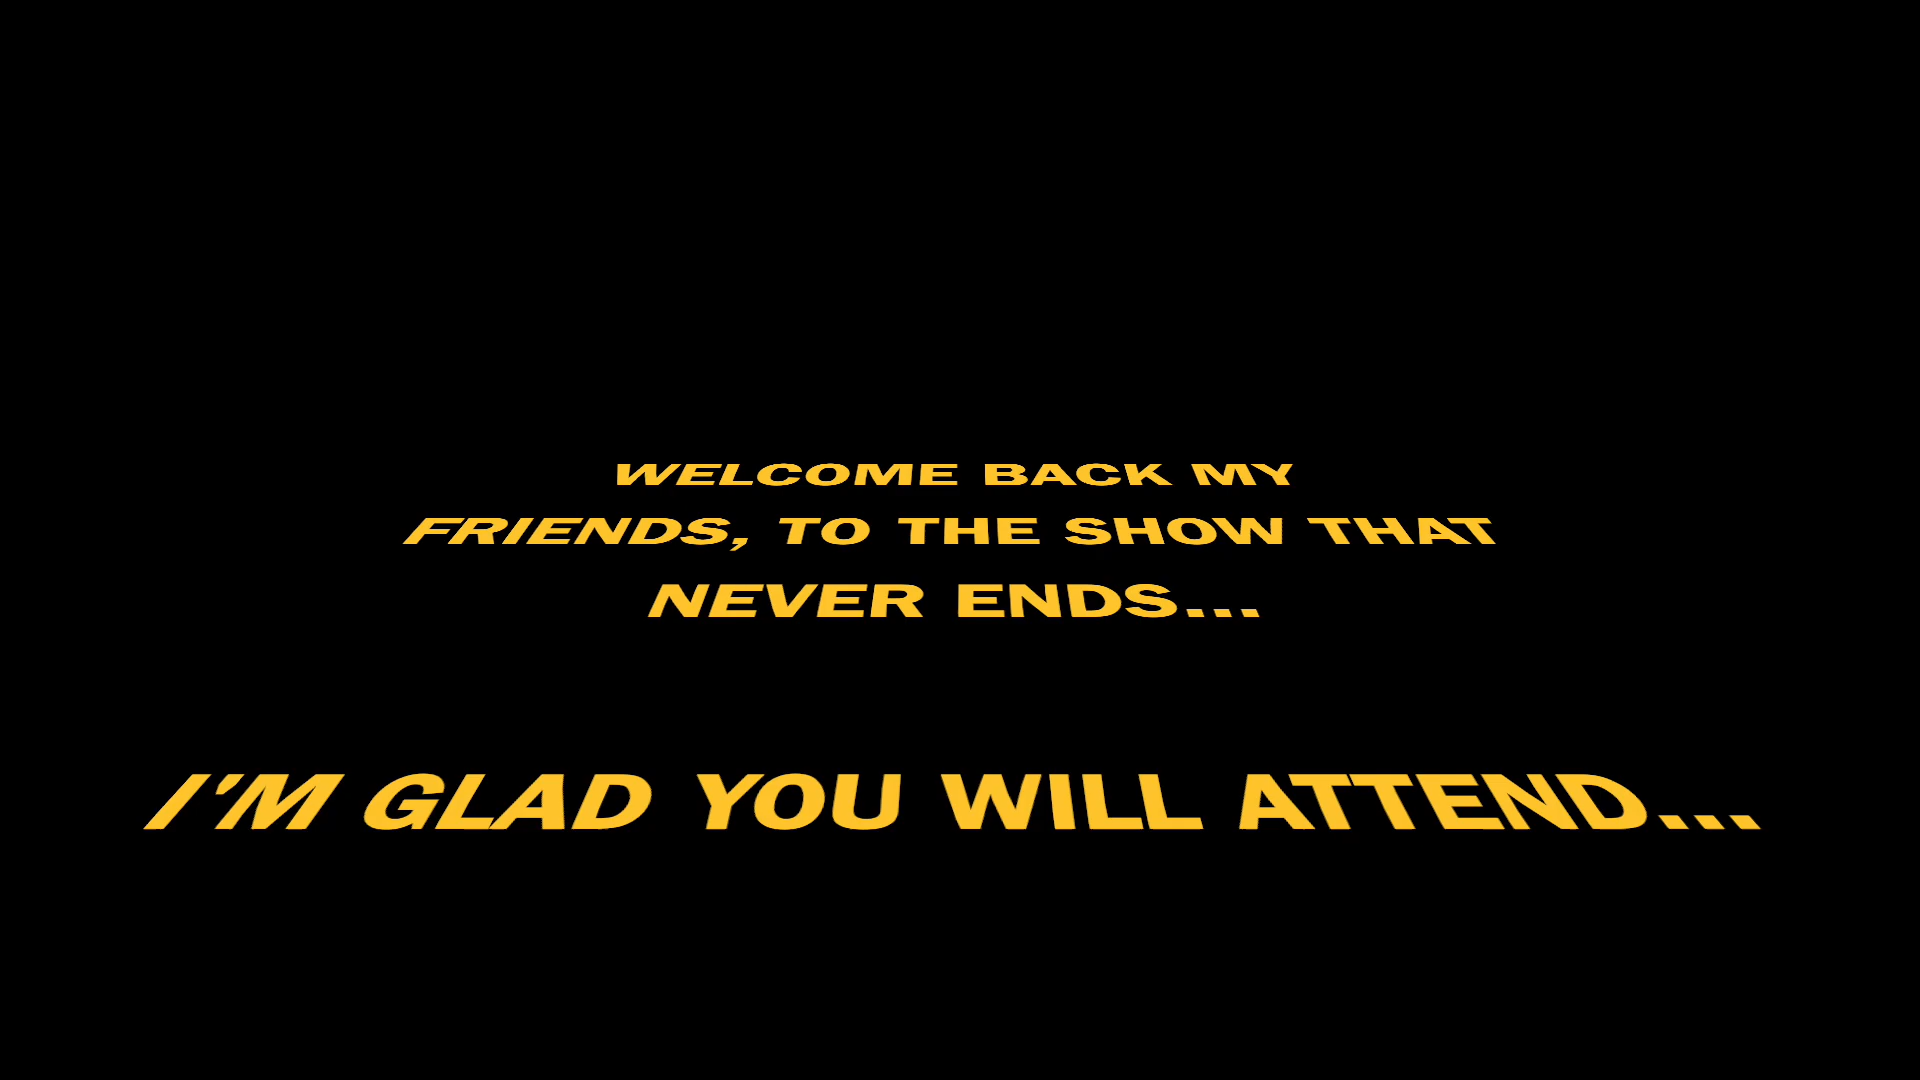 WELCOME BACK MY
FRIENDS, TO THE SHOW THAT
NEVER ENDS...
I'M GLAD YOU WILL ATTEND...